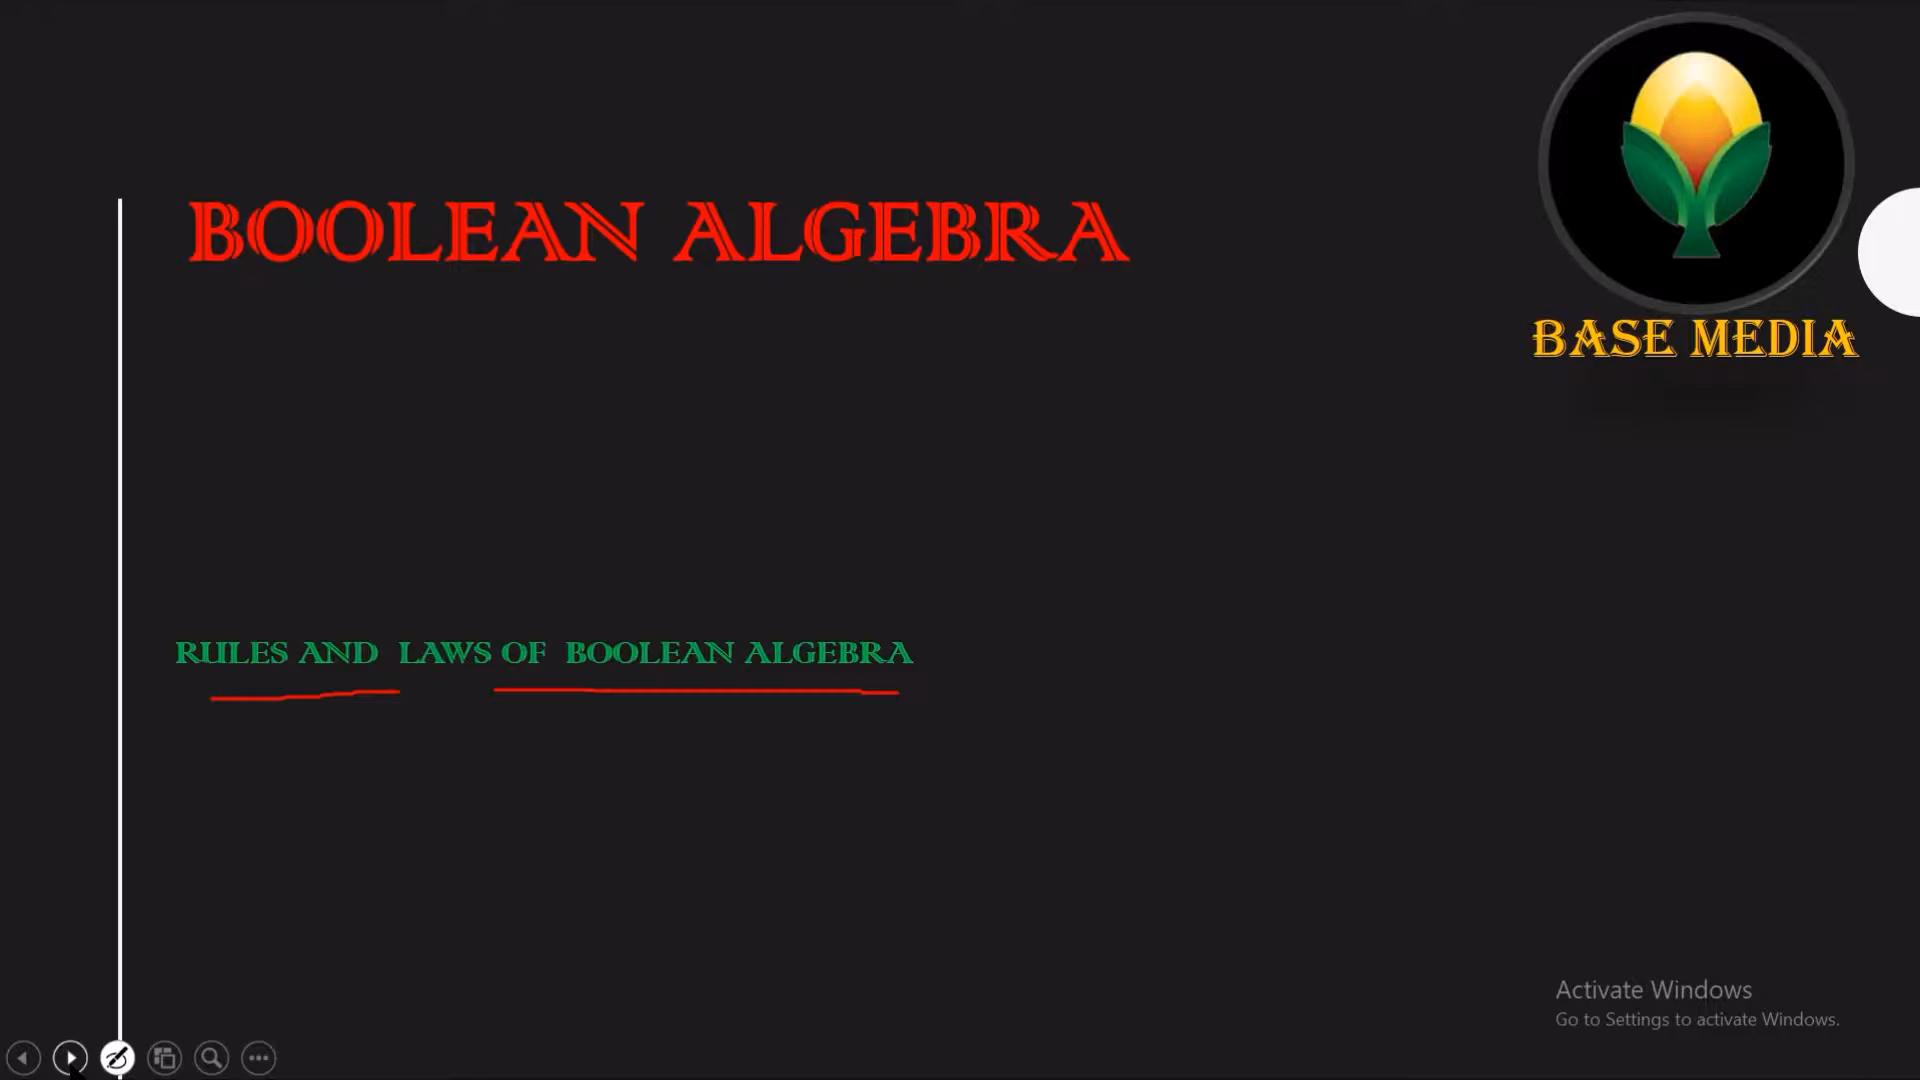 BOOLEAN ALGEBRA
BASE MEDIA
RULES AND LAWS OF BOOLEAN ALGEBRA
Activate Windows
Go to Settings to activate Windows.